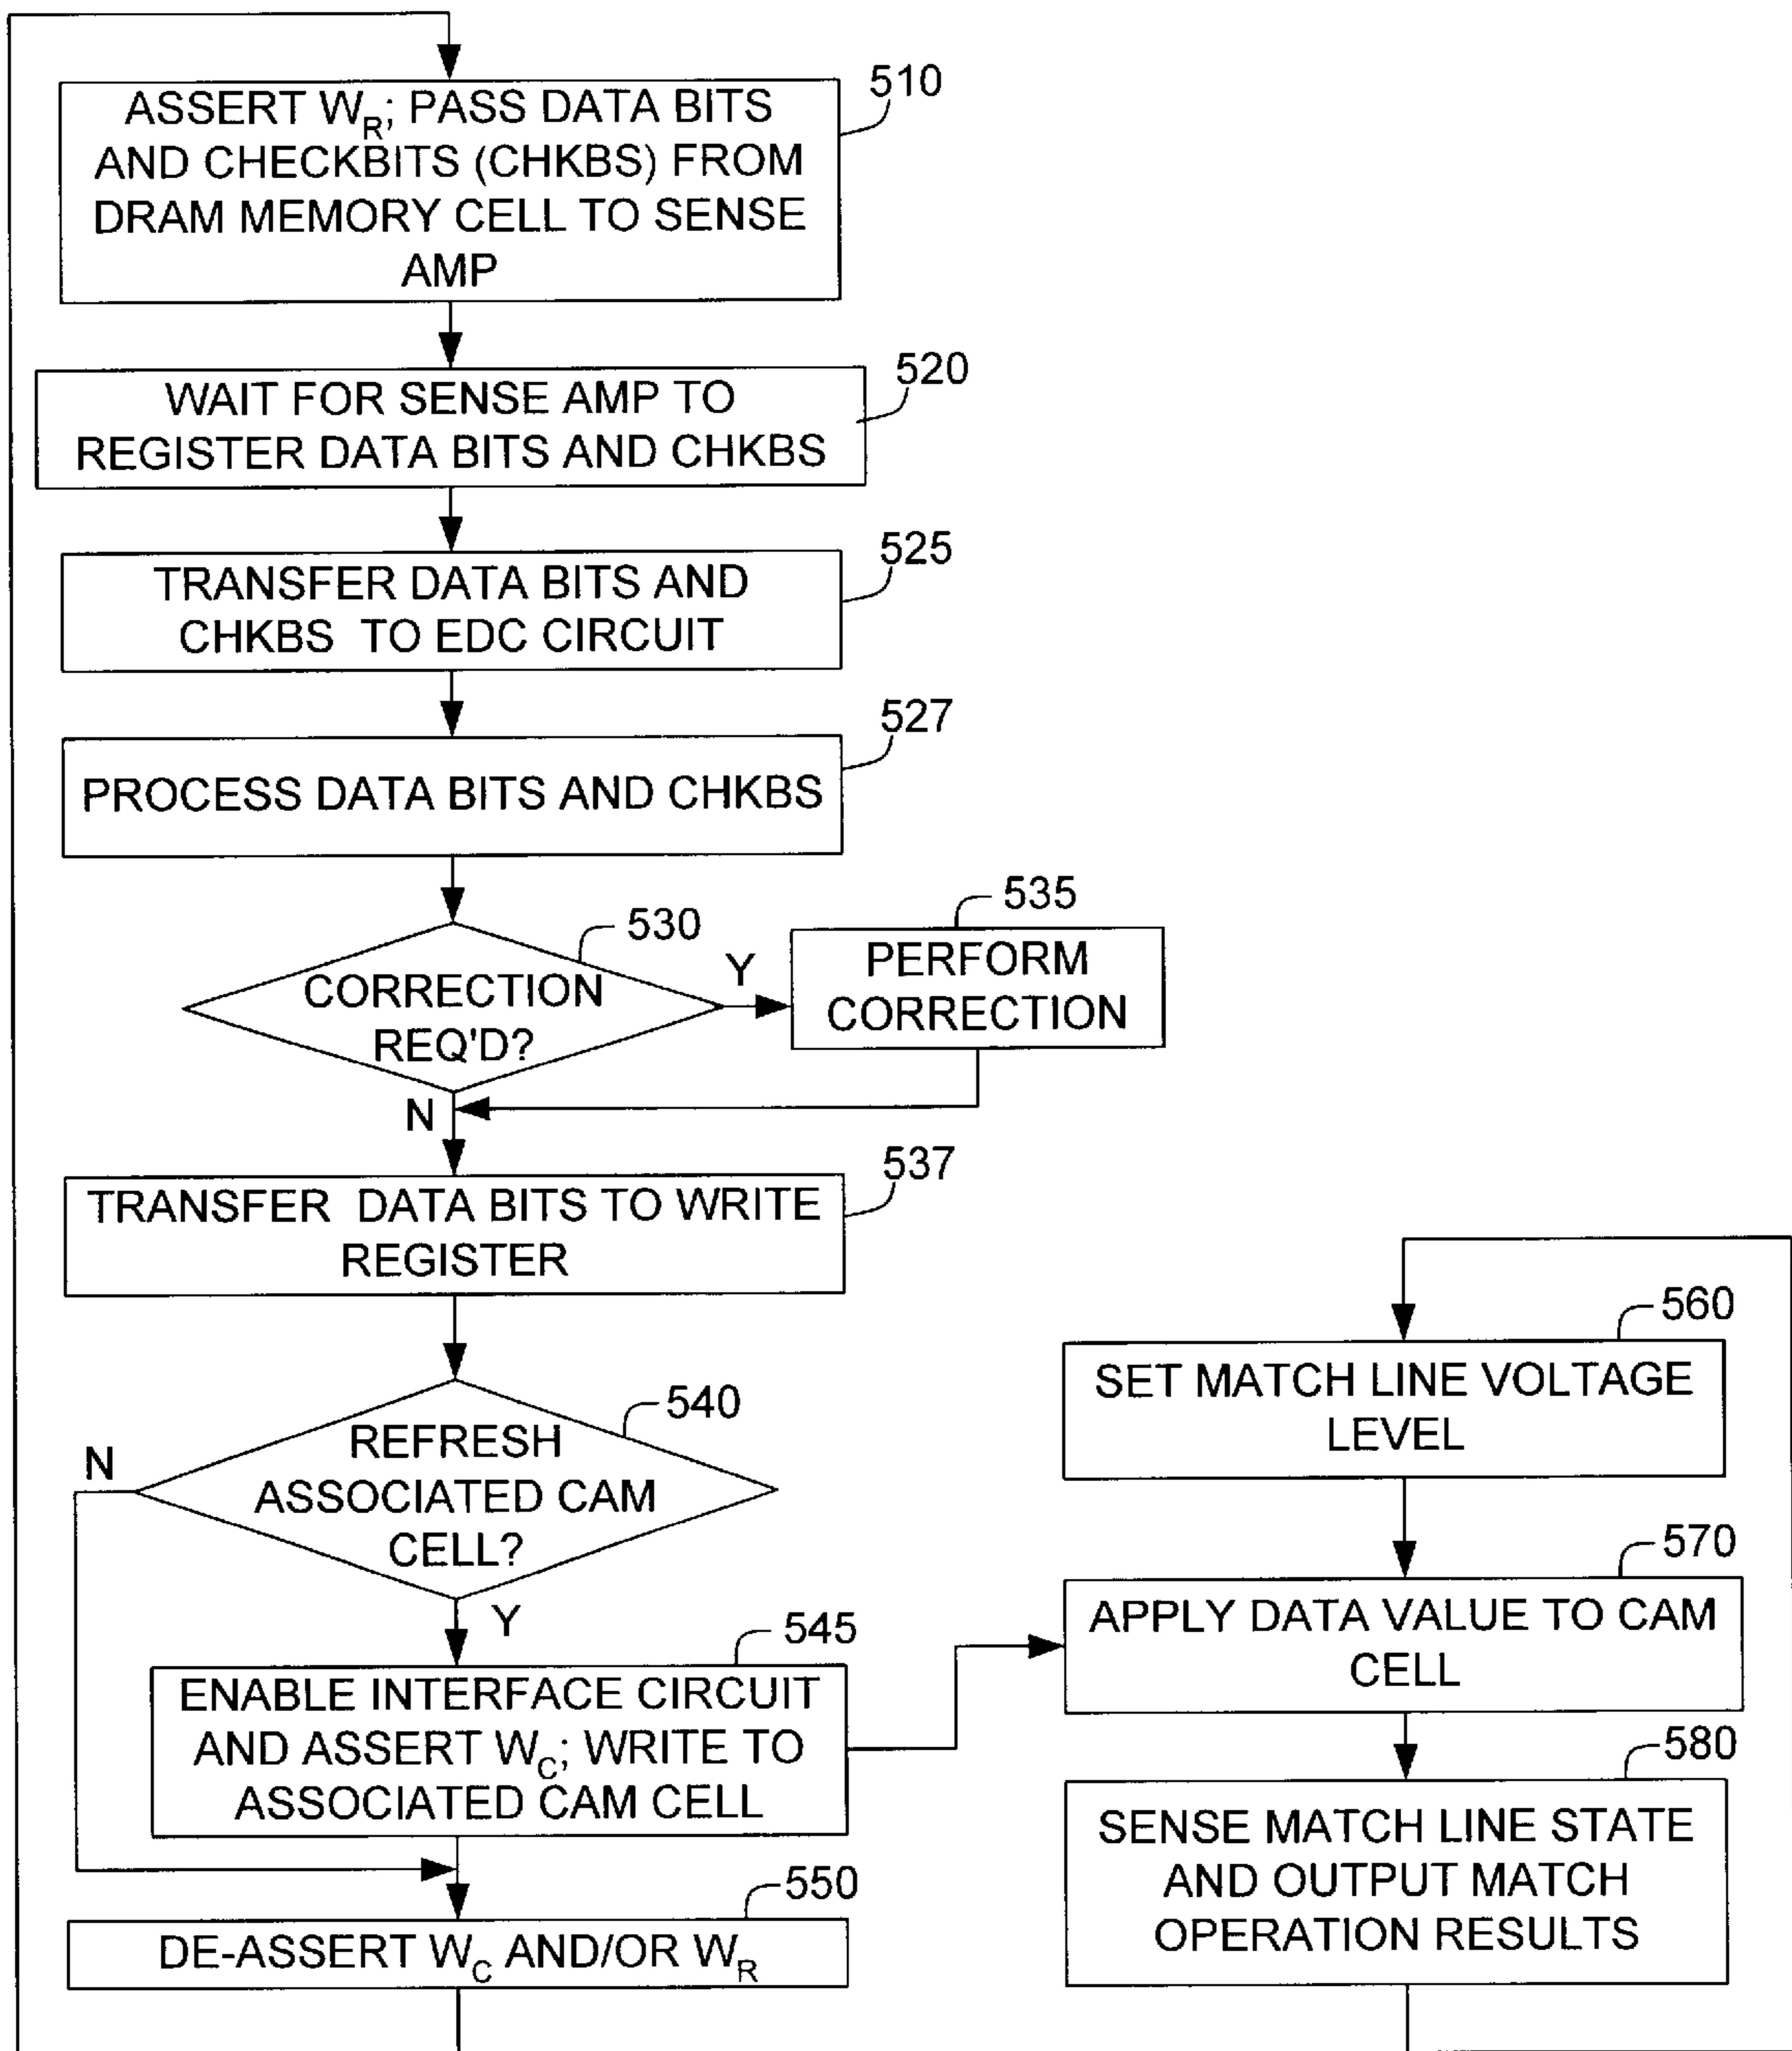 510
ASSERT W_R; PASS DATA BITS
AND CHECKBITS (CHKBS) FROM
DRAM MEMORY CELL TO SENSE
AMP
520
WAIT FOR SENSE AMP TO
REGISTER DATA BITS AND CHKBS
525
TRANSFER DATA BITS AND
CHKBS TO EDC CIRCUIT
527
PROCESS DATA BITS AND CHKBS
530
CORRECTION
REQ'D?
Y
N
535
PERFORM
CORRECTION
537
TRANSFER DATA BITS TO WRITE
REGISTER
540
REFRESH
ASSOCIATED CAM
CELL?
N
Y
545
ENABLE INTERFACE CIRCUIT
AND ASSERT W_C; WRITE TO
ASSOCIATED CAM CELL
550
DE-ASSERT W_C AND/OR W_R
560
SET MATCH LINE VOLTAGE
LEVEL
570
APPLY DATA VALUE TO CAM
CELL
580
SENSE MATCH LINE STATE
AND OUTPUT MATCH
OPERATION RESULTS